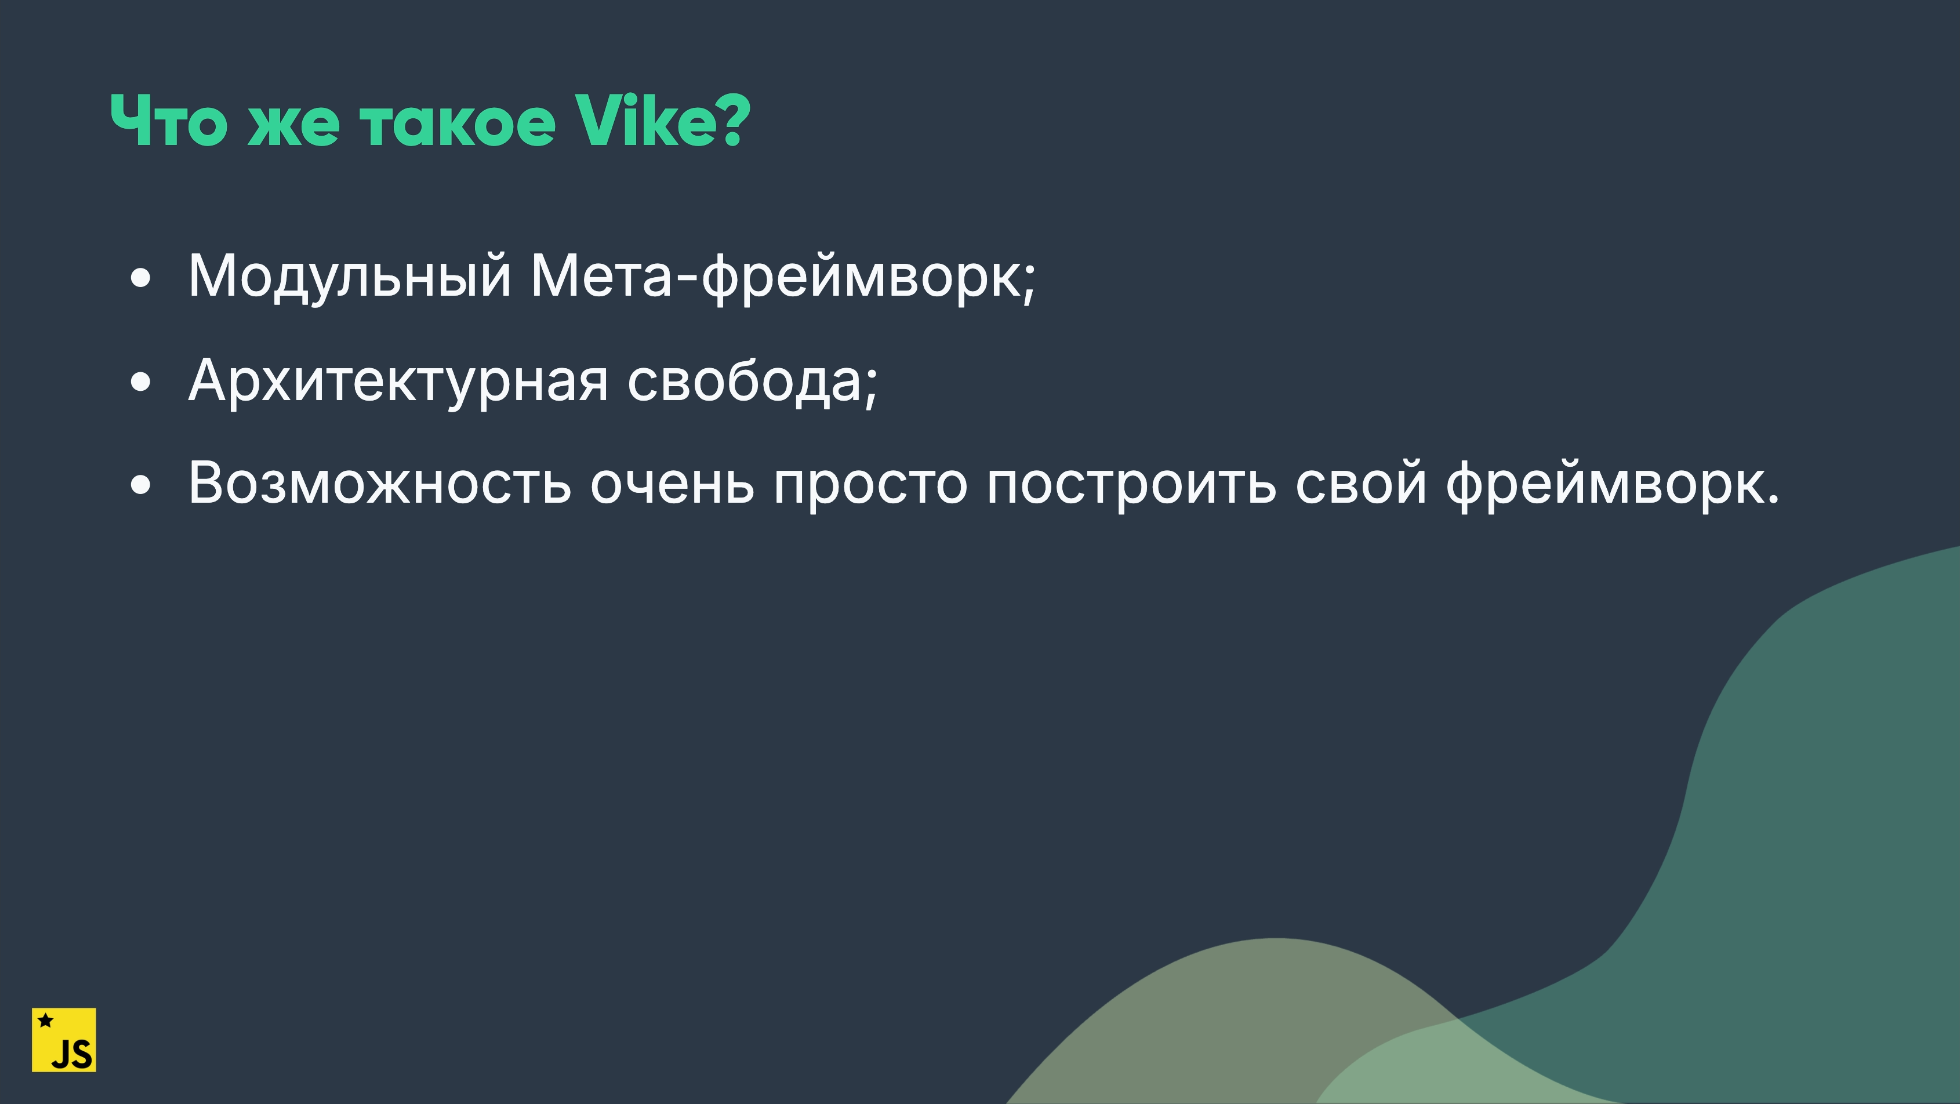 Что же такое Vike?
• Модульный Мета-фреймворк;
• Архитектурная свобода;
• Возможность очень просто построить свой фреймворк.
JS